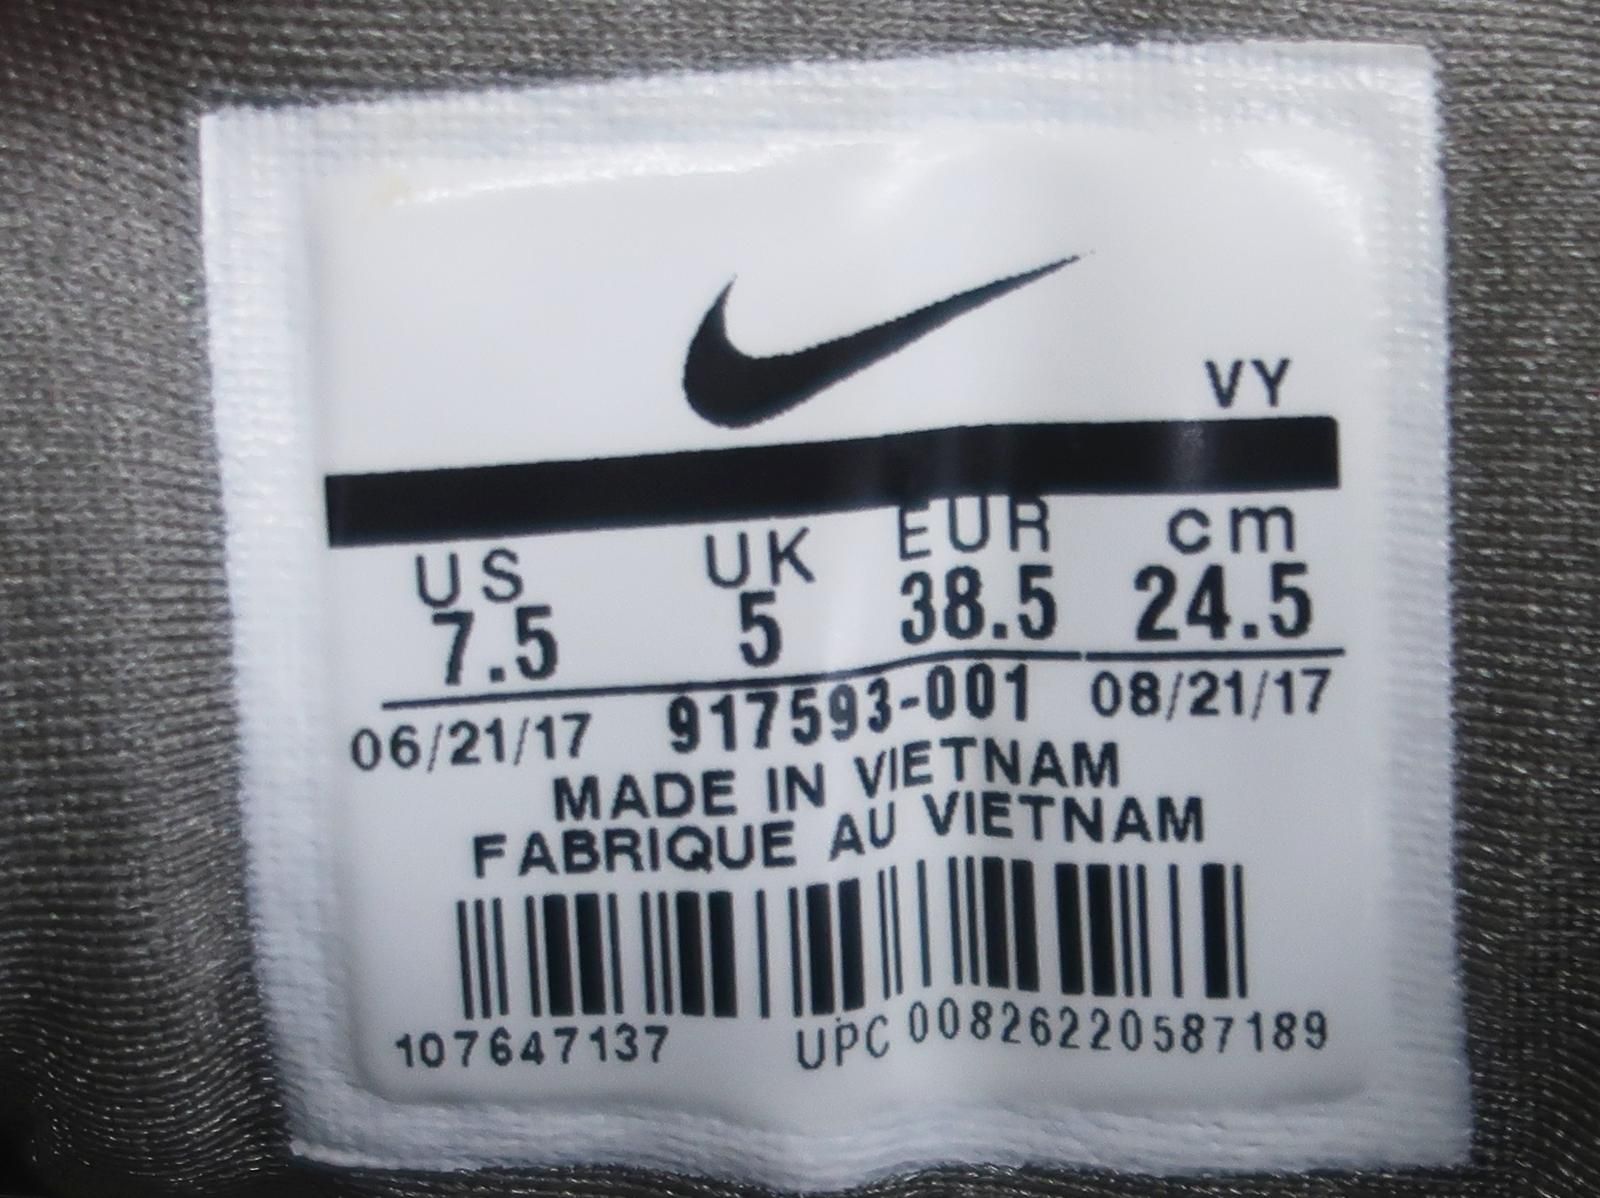 VY
US UK EUR cm
7.5 5 38.5 24.5
06/21/17 917593-001 08/21/17
MADE IN VIETNAM
FABRIQUE AU VIETNAM
107647137 UPC 00826220587189